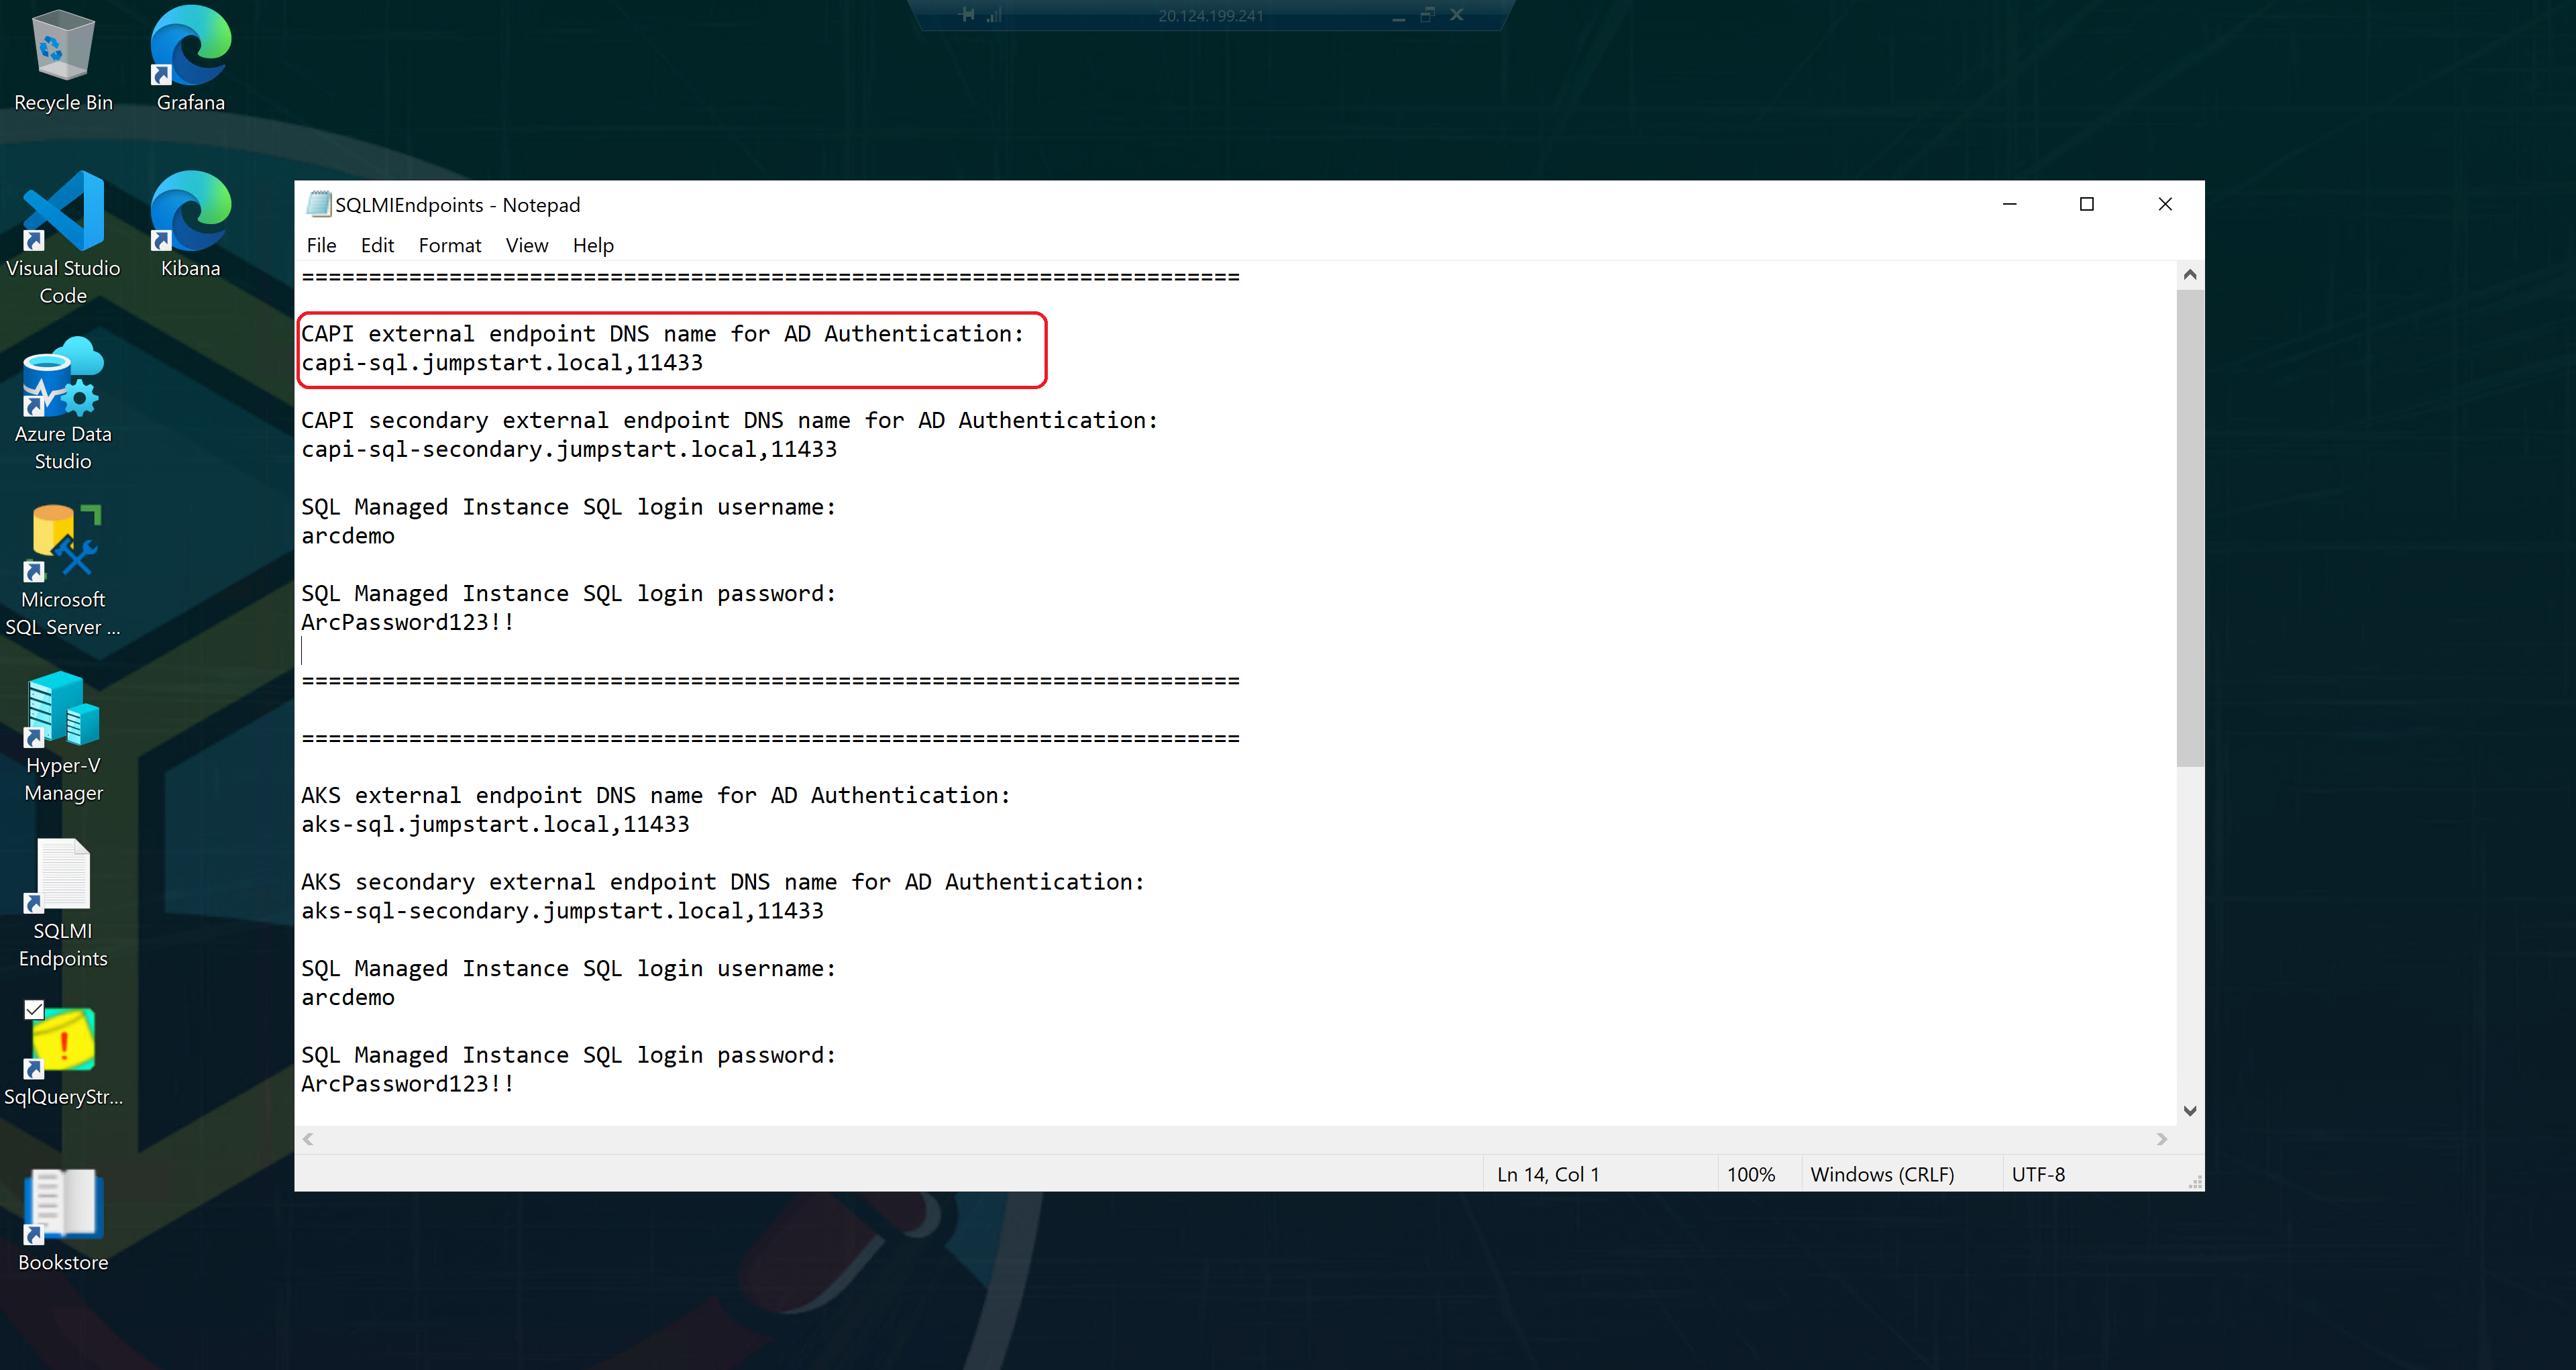 20.124.199.241
Recycle Bin
Grafana
Visual Studio
Code
Kibana
Azure Data
Studio
Microsoft
SQL Server ...
Hyper-V
Manager
SQLMI
Endpoints
SqlQueryStr...
Bookstore
SQLMIEndpoints - Notepad
File Edit Format View Help
======================================================================
CAPI external endpoint DNS name for AD Authentication:
capi-sql.jumpstart.local,11433
CAPI secondary external endpoint DNS name for AD Authentication:
capi-sql-secondary.jumpstart.local,11433
SQL Managed Instance SQL login username:
arcdemo
SQL Managed Instance SQL login password:
ArcPassword123!!
======================================================================
======================================================================
AKS external endpoint DNS name for AD Authentication:
aks-sql.jumpstart.local,11433
AKS secondary external endpoint DNS name for AD Authentication:
aks-sql-secondary.jumpstart.local,11433
SQL Managed Instance SQL login username:
arcdemo
SQL Managed Instance SQL login password:
ArcPassword123!!
Ln 14, Col 1 100% Windows (CRLF) UTF-8